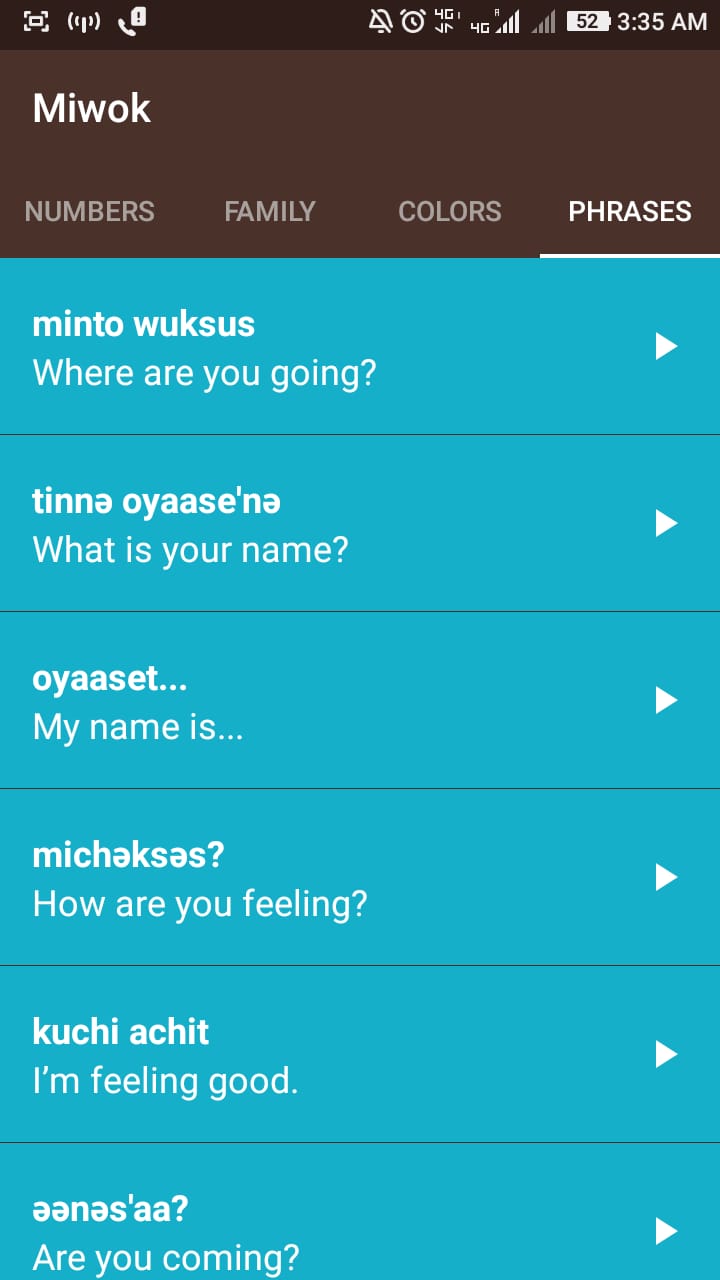 52 3:35 AM
Miwok
NUMBERS FAMILY COLORS PHRASES
minto wuksus
Where are you going?
tinnə oyaase'nə
What is your name?
oyaaset...
My name is...
michəksəs?
How are you feeling?
kuchi achit
I’m feeling good.
əənəs'aa?
Are you coming?